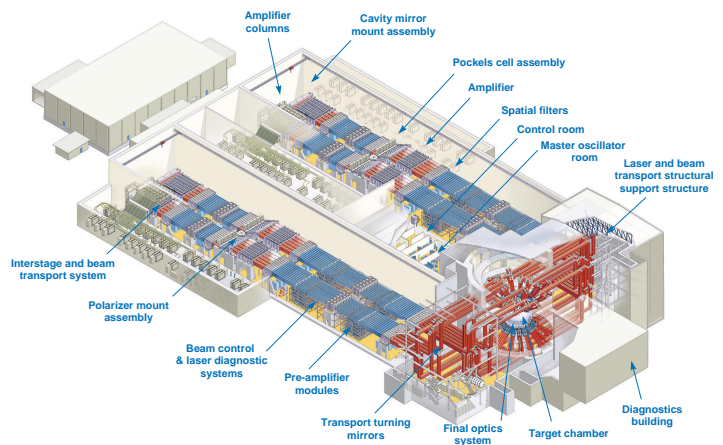 Amplifier
columns
Cavity mirror
mount assembly
Pockels cell assembly
Amplifier
Spatial filters
Control room
Master oscillator
room
Laser and beam
transport structural
support structure
Interstage and beam
transport system
Polarizer mount
assembly
Beam control
& laser diagnostic
systems
Pre-amplifier
modules
Transport turning
mirrors
Final optics
system
Target chamber
Diagnostics
building